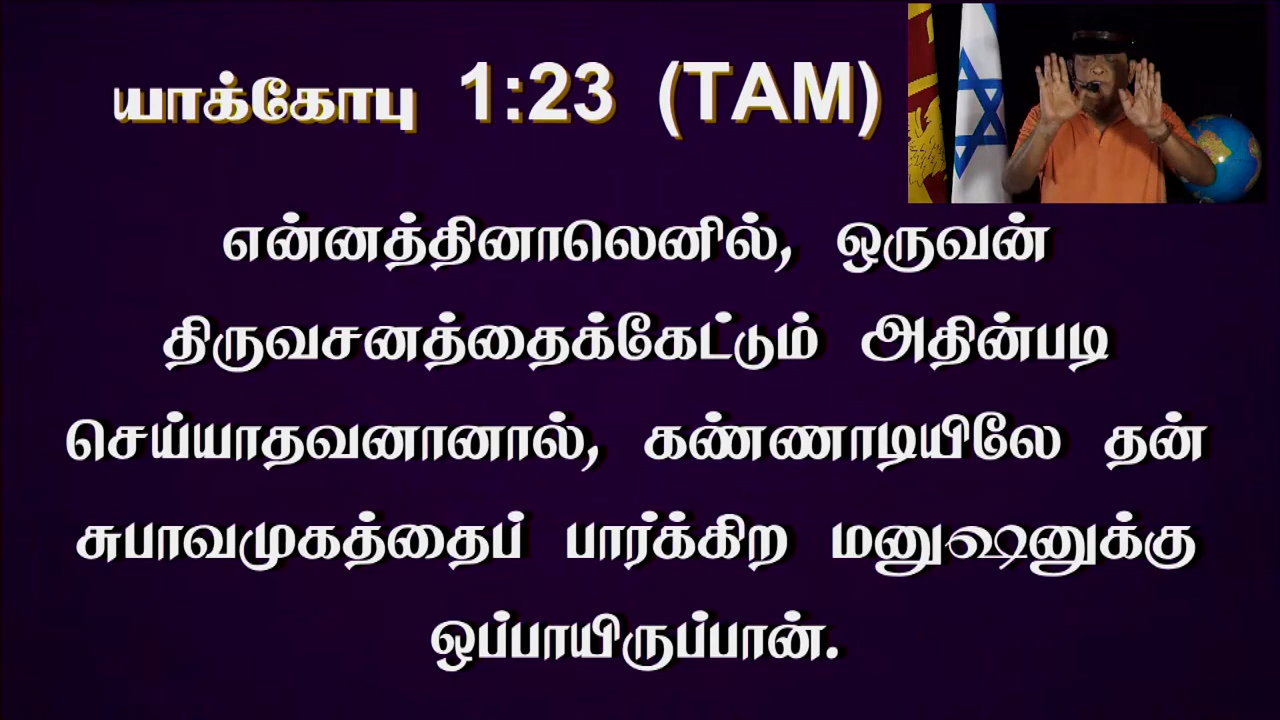 யாக்கோபு 1:23 (TAM)
என்னத்தினாலெனில், ஒருவன்
திருவசனத்தைக்கேட்டும் அதின்படி
செய்யாதவனானால், கண்ணாடியிலே தன்
சுபாவமுகத்தைப் பார்க்கிற மனுஷனுக்கு
ஒப்பாயிருப்பான்.